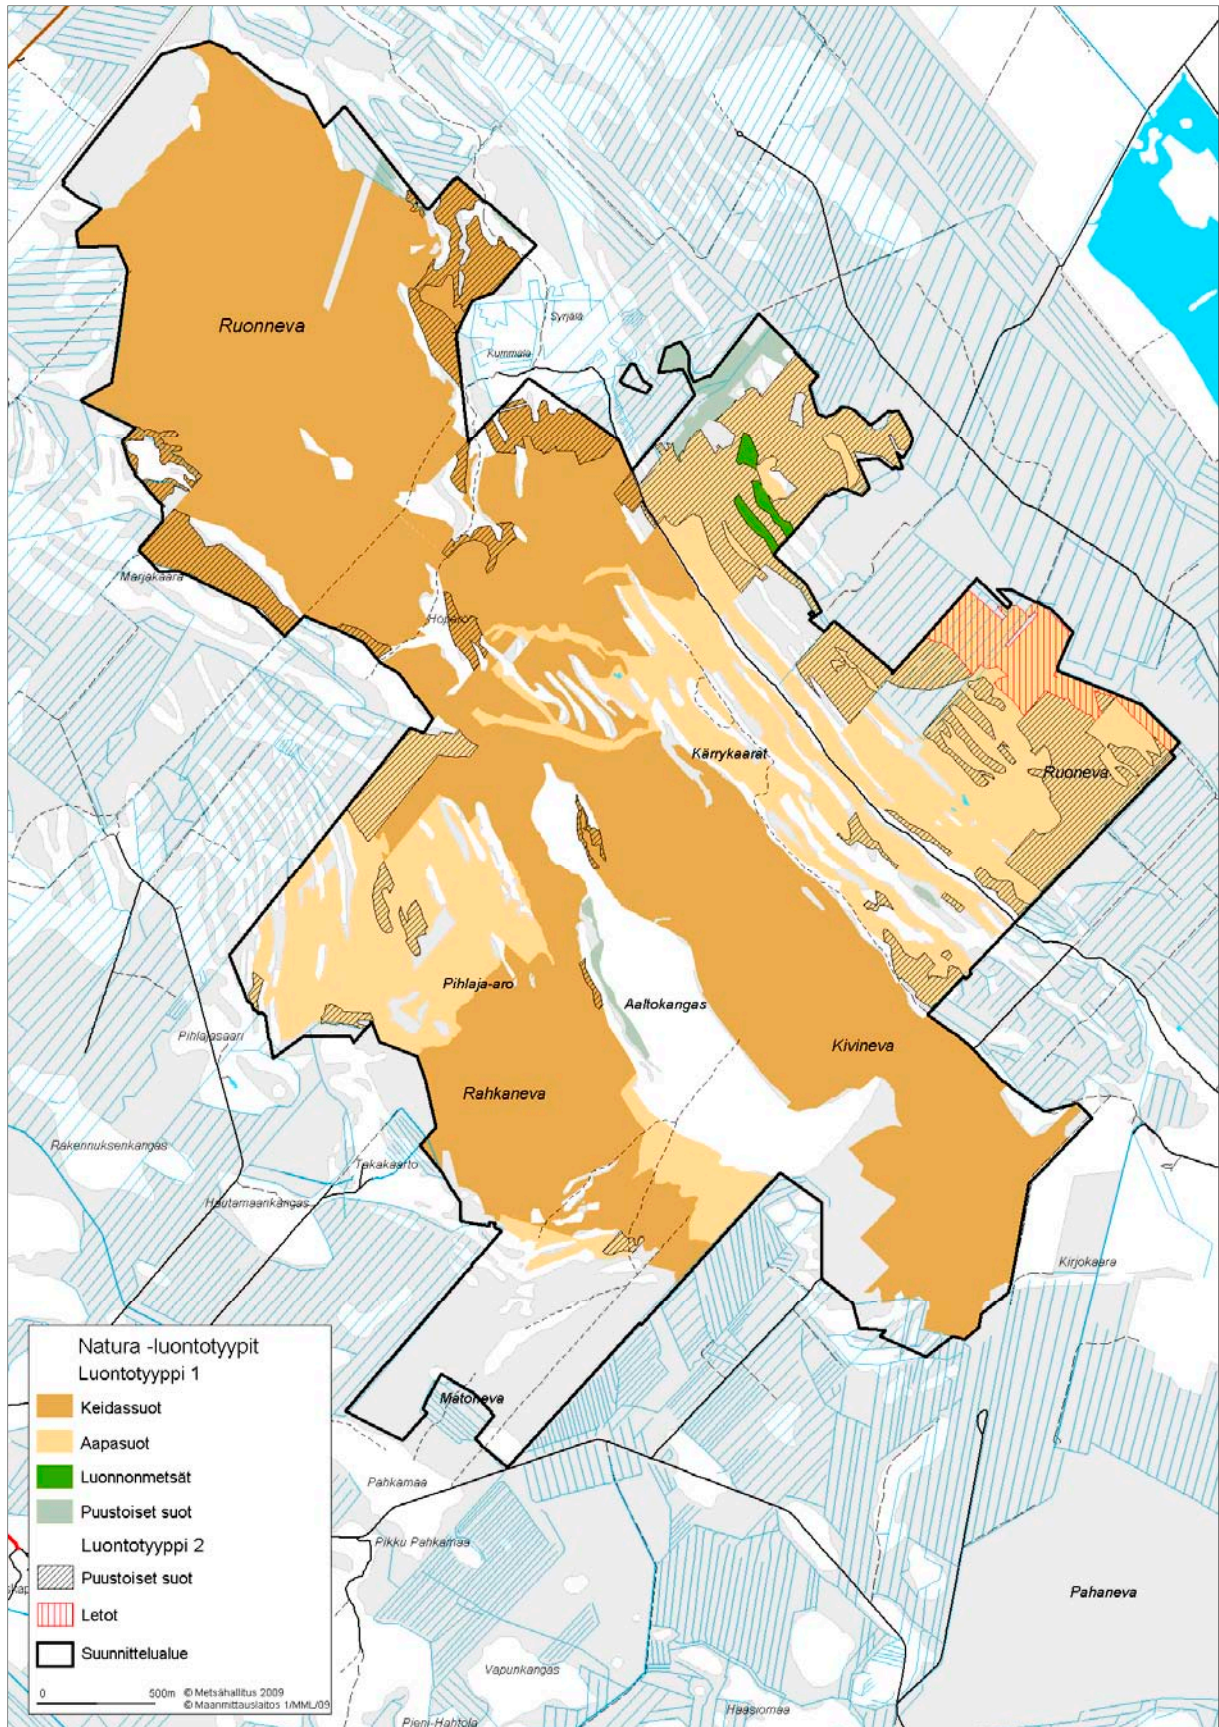 Syrjälä
Ruonneva
Kummala
Marjakaara
Kärrykaarat
Ruoneva
Pihlaja-aro
Aaltokangas
Pihlajasaari
Kivineva
Rahkaneva
Rakennuksenkangas
Takakaarto
Hautamaankangas
Kirjokaara
Natura -luontotyypit
Luontotyyppi 1
Keidassuot
Aapasuot
Luonnonmetsät
Puustoiset suot
Luontotyyppi 2
Puustoiset suot
Letot
Suunnittelualue
0 500m © Metsähallitus 2009
© Maanmittauslaitos 1/MML/09
Matoneva
Pahkamaa
Pikku Pahkamaa
Pahaneva
Vapunkangas
Haasiomaa
Pieni-Hahtola